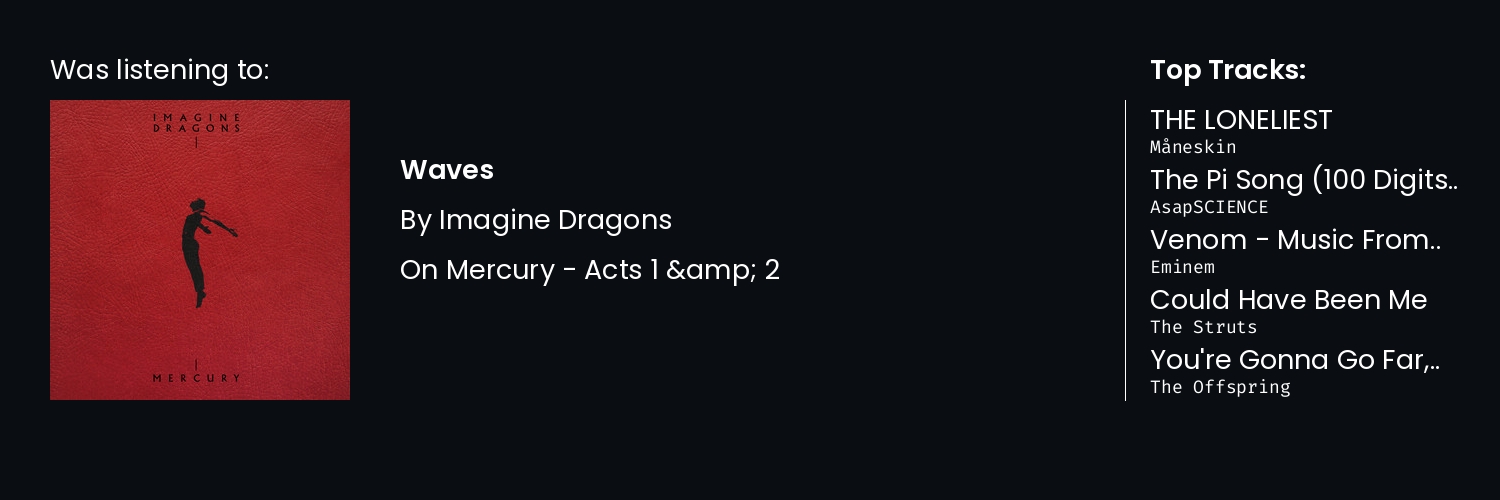 Was listening to:
IMAGINE
DRAGONS
MERCURY
Waves
By Imagine Dragons
On Mercury - Acts 1 &amp; 2
Top Tracks:
THE LONELIEST
Måneskin
The Pi Song (100 Digits..
AsapSCIENCE
Venom - Music From..
Eminem
Could Have Been Me
The Struts
You're Gonna Go Far,..
The Offspring